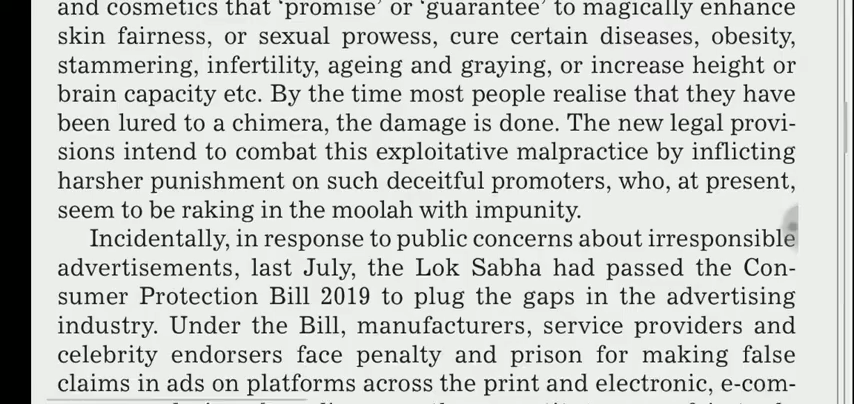 and cosmetics that ‘promise’ or ‘guarantee’ to magically enhance
skin fairness, or sexual prowess, cure certain diseases, obesity,
stammering, infertility, ageing and graying, or increase height or
brain capacity etc. By the time most people realise that they have
been lured to a chimera, the damage is done. The new legal provi-
sions intend to combat this exploitative malpractice by inflicting
harsher punishment on such deceitful promoters, who, at present,
seem to be raking in the moolah with impunity.
Incidentally, in response to public concerns about irresponsible
advertisements, last July, the Lok Sabha had passed the Con-
sumer Protection Bill 2019 to plug the gaps in the advertising
industry. Under the Bill, manufacturers, service providers and
celebrity endorsers face penalty and prison for making false
claims in ads on platforms across the print and electronic, e-com-